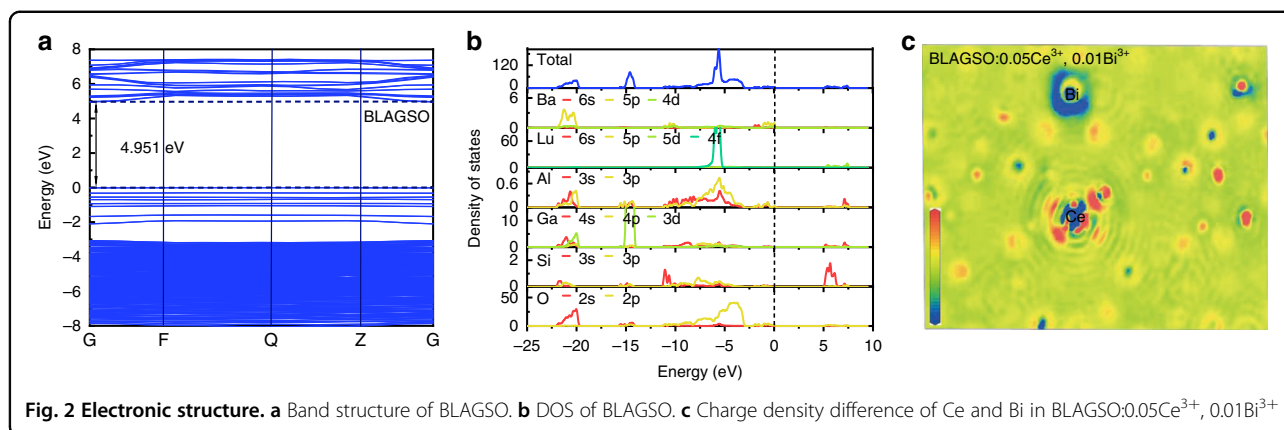 a
8
6
4
2
0
−2
−4
−6
−8
Energy (eV)
4.951 eV
BLAGSO
G F Q Z G
b
Total
120
0
Ba 6s 5p 4d
6
0
Lu 6s 5p 5d 4f
60
0
Al 3s 3p
0.6
0.0
Ga 4s 4p 3d
10
0
Si 3s 3p
2
0
O 2s 2p
50
0
Density of states
−25 −20 −15 −10 −5 0 5 10
Energy (eV)
c
BLAGSO:0.05Ce³⁺, 0.01Bi³⁺
Bi
Ce
Fig. 2 Electronic structure. a Band structure of BLAGSO. b DOS of BLAGSO. c Charge density difference of Ce and Bi in BLAGSO:0.05Ce³⁺, 0.01Bi³⁺